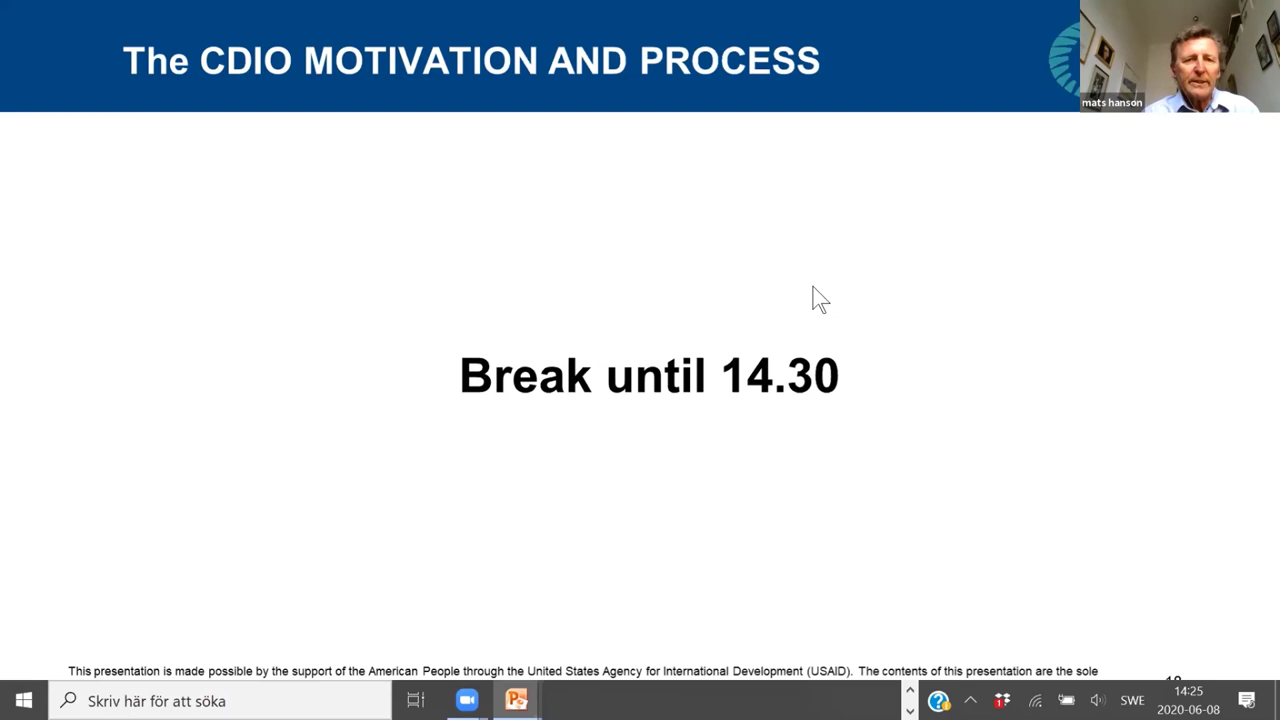 The CDIO MOTIVATION AND PROCESS
mats hanson
Break until 14.30
This presentation is made possible by the support of the American People through the United States Agency for International Development (USAID). The contents of this presentation are the sole
Skriv här för att söka
SWE
14:25
2020-06-08